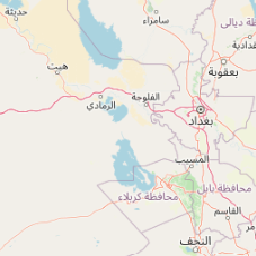 حديثة
سامراء
ديالى
هيت
بعقوبة
الرمادي
الفلوجة
بغداد
المسيب
محافظة بابل
محافظة كربلاء
القاسم
النجف